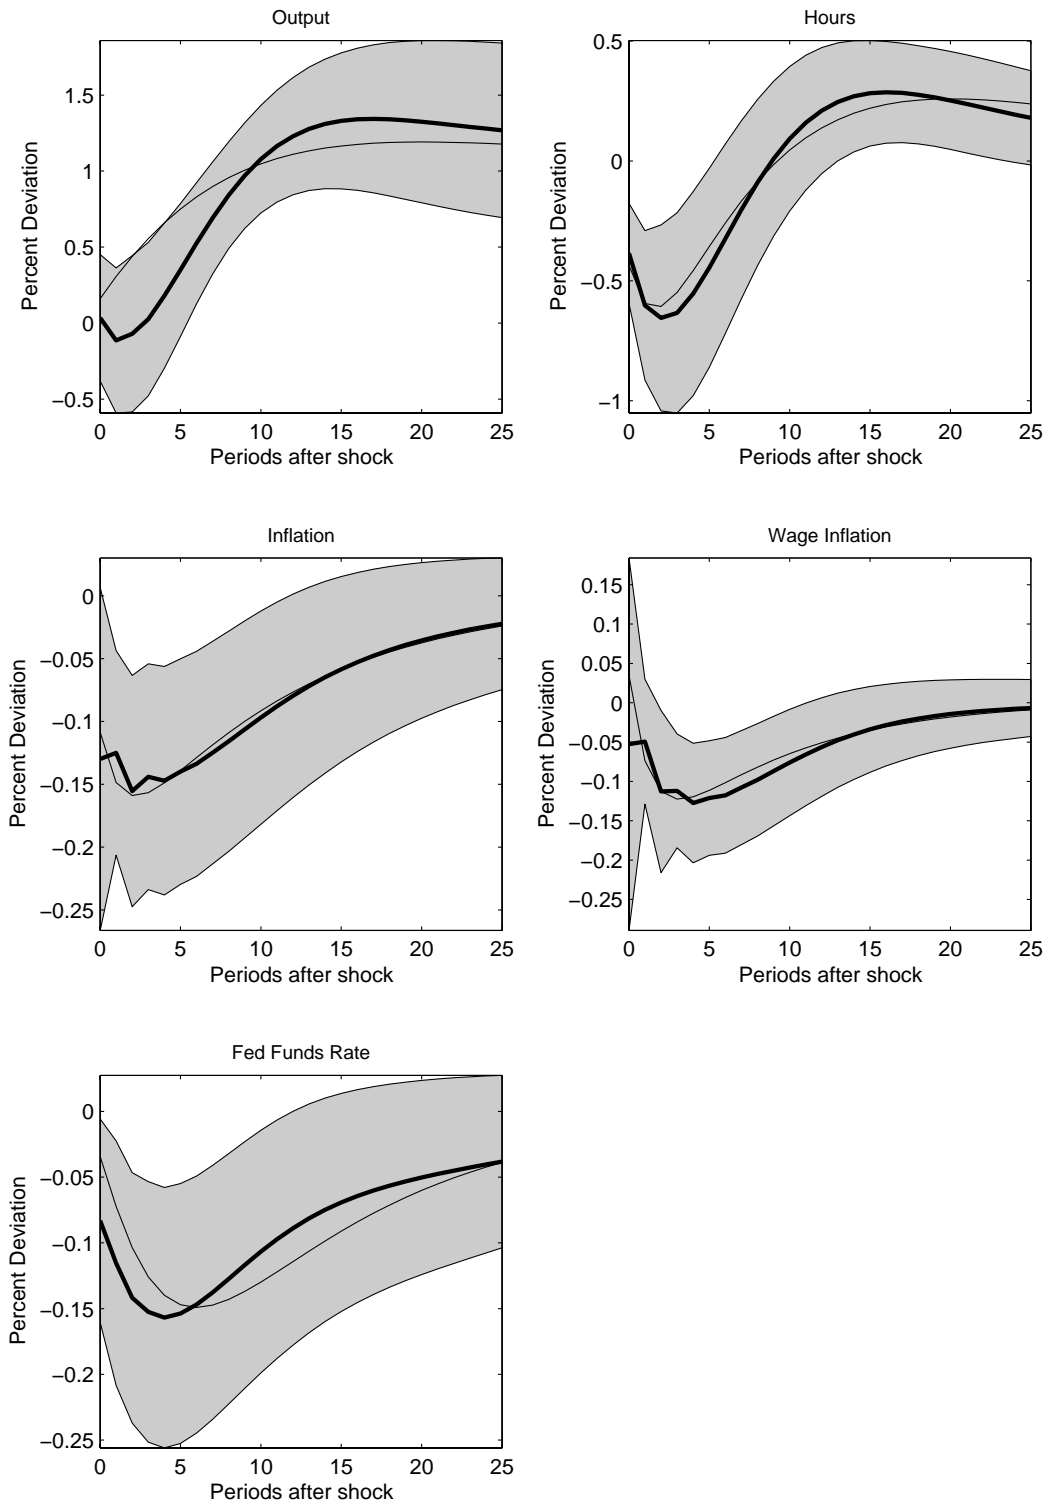 Output
Percent Deviation
1.5
1
0.5
0
−0.5
0 5 10 15 20 25
Periods after shock
Hours
Percent Deviation
0.5
0
−0.5
−1
0 5 10 15 20 25
Periods after shock
Inflation
Percent Deviation
0
−0.05
−0.1
−0.15
−0.2
−0.25
0 5 10 15 20 25
Periods after shock
Wage Inflation
Percent Deviation
0.15
0.1
0.05
0
−0.05
−0.1
−0.15
−0.2
−0.25
0 5 10 15 20 25
Periods after shock
Fed Funds Rate
Percent Deviation
0
−0.05
−0.1
−0.15
−0.2
−0.25
0 5 10 15 20 25
Periods after shock